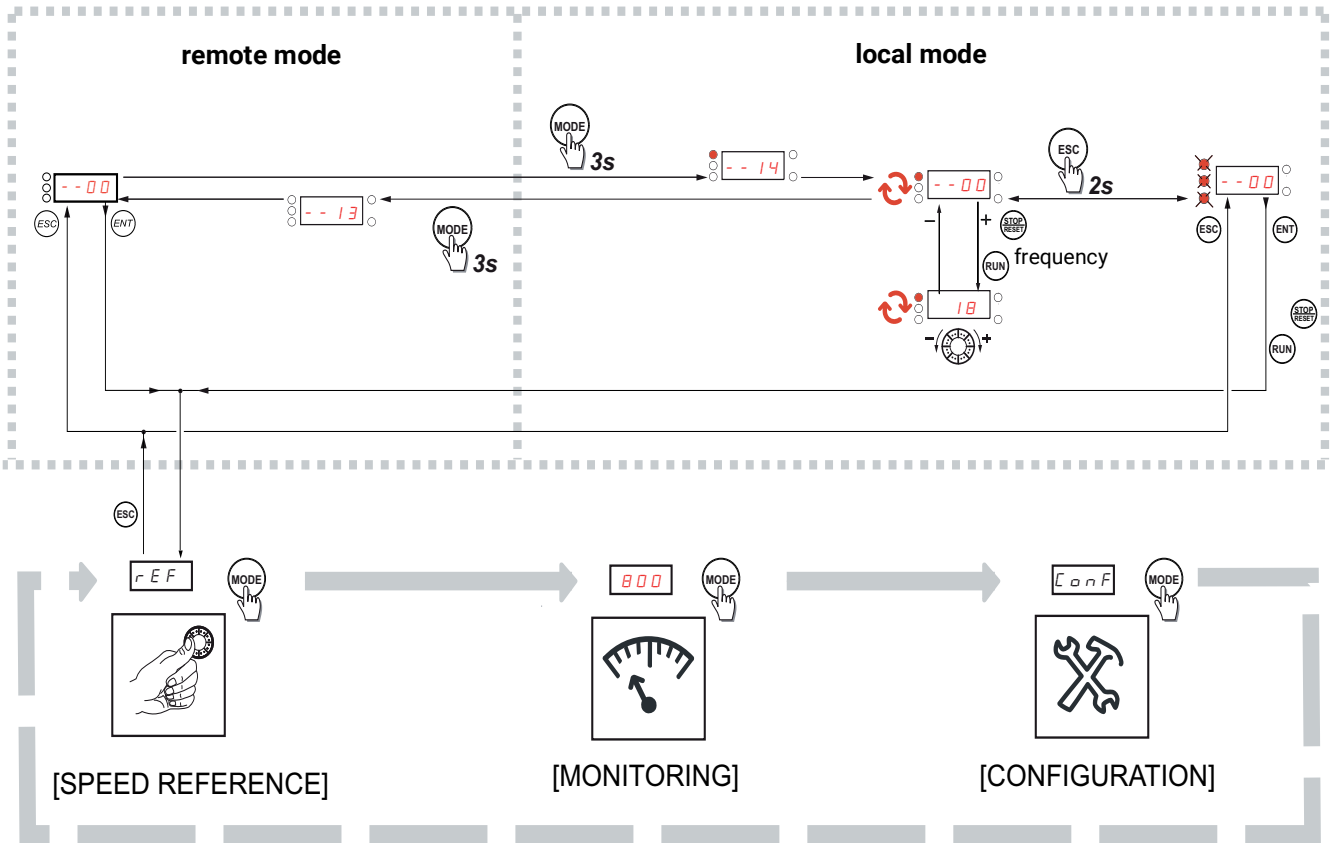 remote mode
local mode
MODE
3s
- - 14
ESC
2s
- - 00
ESC
ENT
- - 13
MODE
3s
- - 00
- + STOP
RESET
RUN
frequency
- - 00
ESC
ENT
18
- +
STOP
RESET
RUN
ESC
rEF
MODE
800
MODE
ConF
MODE
[SPEED REFERENCE]
[MONITORING]
[CONFIGURATION]